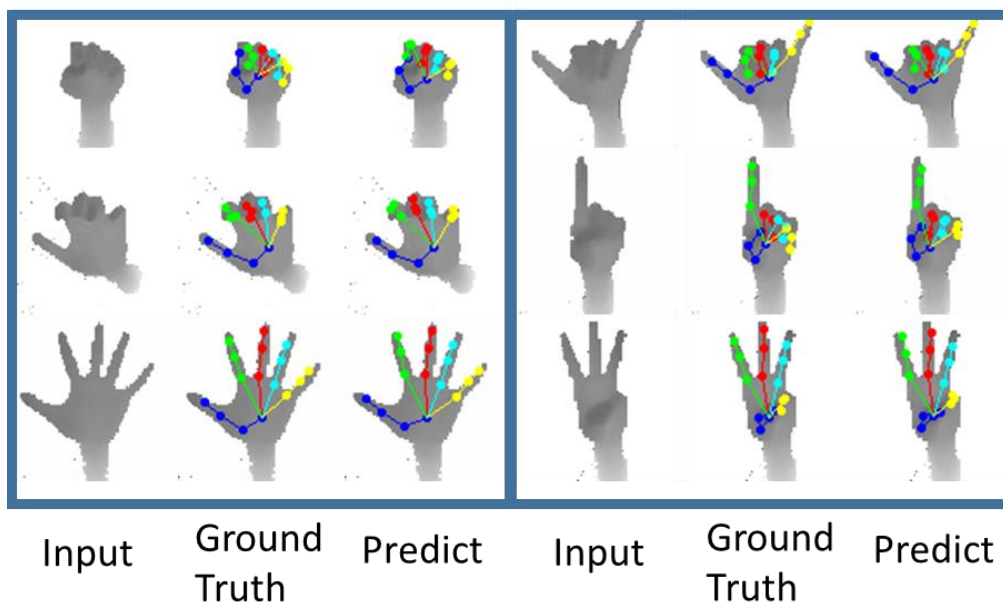 Input
Ground
Truth
Predict
Input
Ground
Truth
Predict